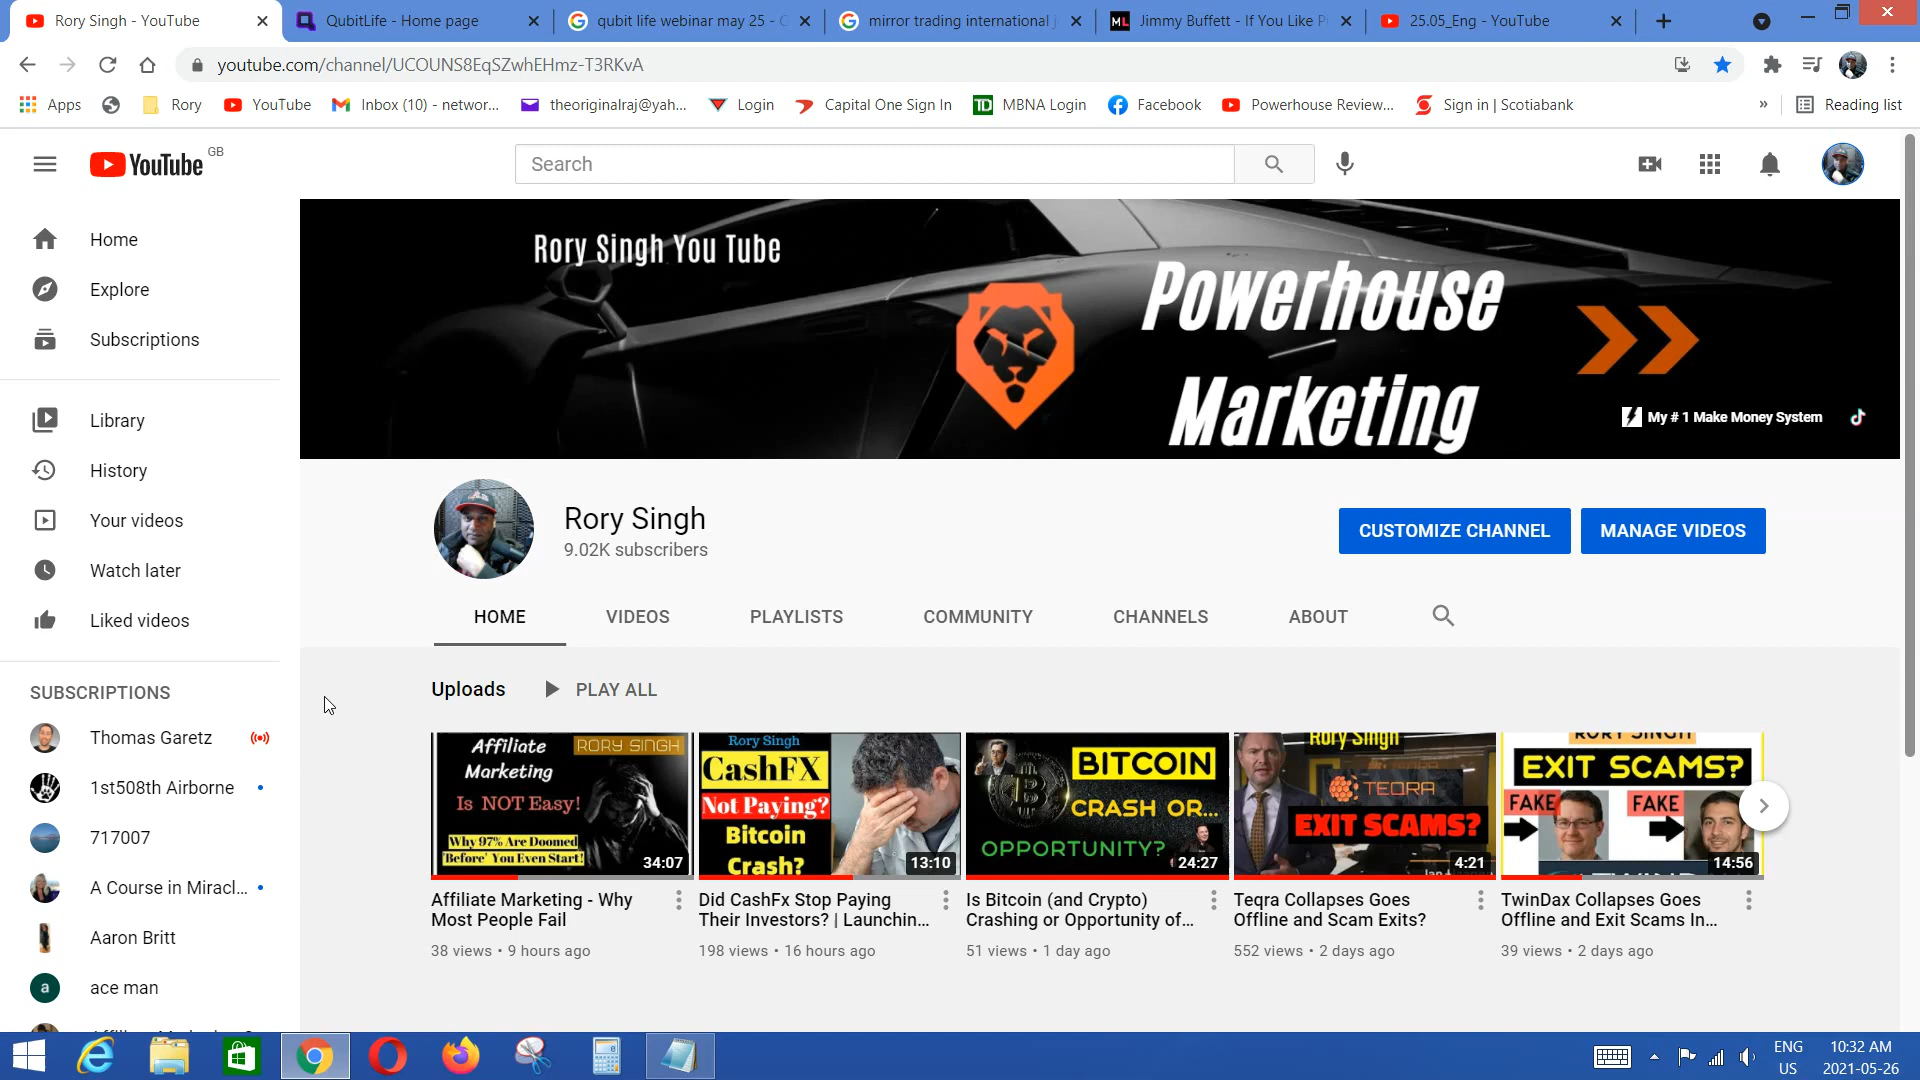 Rory Singh - YouTube
QubitLife - Home page
qubit life webinar may 25 -
mirror trading international
Jimmy Buffett - If You Like
25.05_Eng - YouTube
youtube.com/channel/UCOUNS8EqSZwhEHmz-T3RKvA
Apps
Rory
YouTube
Inbox (10) - networ...
theoriginalraj@yah...
Login
Capital One Sign In
MBNA Login
Facebook
Powerhouse Review...
Sign in | Scotiabank
»
Reading list
YouTube GB
Search
Home
Explore
Subscriptions
Library
History
Your videos
Watch later
Liked videos
SUBSCRIPTIONS
Thomas Garetz
1st508th Airborne
717007
A Course in Miracl...
Aaron Britt
a
ace man
Rory Singh You Tube
Powerhouse
Marketing
My # 1 Make Money System
Rory Singh
9.02K subscribers
CUSTOMIZE CHANNEL
MANAGE VIDEOS
HOME
VIDEOS
PLAYLISTS
COMMUNITY
CHANNELS
ABOUT
Uploads
PLAY ALL
Affiliate
Marketing
RORY SINGH
Is NOT Easy!
Why 97% Are Doomed
'Before' You Even Start!
34:07
Affiliate Marketing - Why
Most People Fail
38 views • 9 hours ago
Rory Singh
CashFX
Not Paying?
Bitcoin
Crash?
13:10
Did CashFx Stop Paying
Their Investors? | Launchin...
198 views • 16 hours ago
BITCOIN
CRASH OR...
OPPORTUNITY?
24:27
Is Bitcoin (and Crypto)
Crashing or Opportunity of...
51 views • 1 day ago
Rory Singh
TEQRA
EXIT SCAMS?
4:21
Teqra Collapses Goes
Offline and Scam Exits?
552 views • 2 days ago
RORY SINGH
EXIT SCAMS?
FAKE
FAKE
14:56
TwinDax Collapses Goes
Offline and Exit Scams In...
39 views • 2 days ago
ENG
US
10:32 AM
2021-05-26